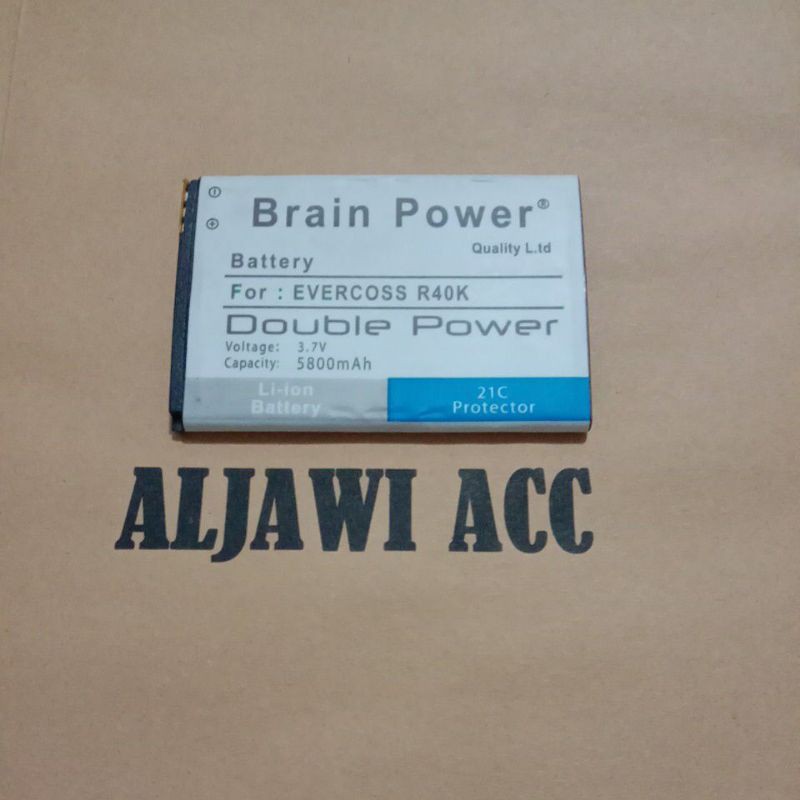 Brain Power®
Quality L.td
Battery
For : EVERCOSS R40K
Double Power
Voltage: 3.7V
Capacity: 5800mAh
Li-ion
Battery
21C
Protector
ALJAWI ACC